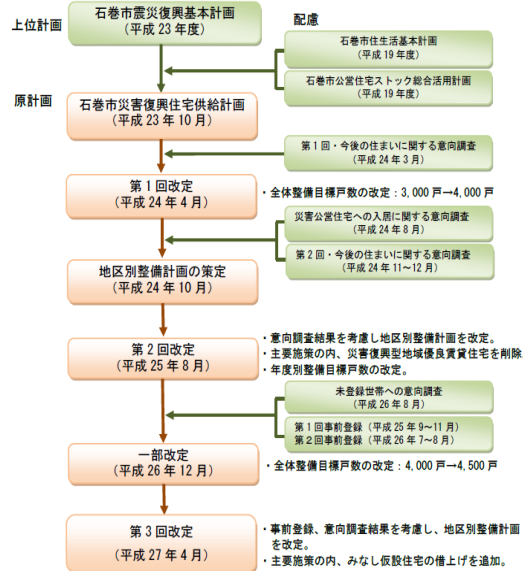 上位計画
配慮
石巻市震災復興基本計画
(平成 23 年度)
石巻市住生活基本計画
(平成 19 年度)
石巻市公営住宅ストック総合活用計画
(平成 19 年度)
原計画
石巻市災害復興住宅供給計画
(平成 23 年 10 月)
第1回・今後の住まいに関する意向調査
(平成 24 年 3 月)
第1回改定
(平成 24 年 4 月)
・全体整備目標戸数の改定:3,000 戸→4,000 戸
災害公営住宅への入居に関する意向調査
(平成 24 年 8 月)
第2回・今後の住まいに関する意向調査
(平成 24 年 11~12 月)
地区別整備計画の策定
(平成 24 年 10 月)
第2回改定
(平成 25 年 8 月)
・意向調査結果を考慮し地区別整備計画を改定。
・主要施策の内、災害復興型地域優良賃貸住宅を削除
・年度別整備目標戸数の改定。
未登録世帯への意向調査
(平成 26 年 8 月)
第1回事前登録(平成 25 年 9~11 月)
第2回事前登録(平成 26 年 7~8 月)
一部改定
(平成 26 年 12 月)
・全体整備目標戸数の改定:4,000 戸→4,500 戸
第3回改定
(平成 27 年 4 月)
・事前登録、意向調査結果を考慮し、地区別整備計画
を改定。
・主要施策の内、みなし仮設住宅の借上げを追加。